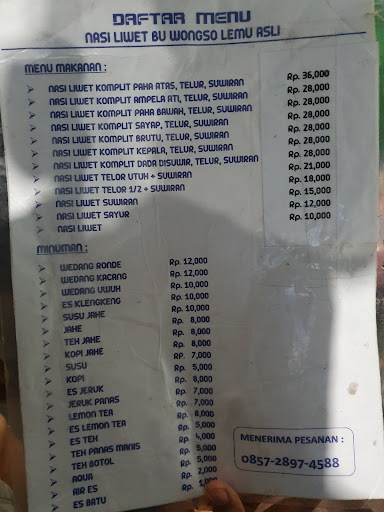 DAFTAR MENU
NASI LIWET BU WONGSO LEMU ASLI
MENU MAKANAN :
➢ NASI LIWET KOMPLIT PAHA ATAS, TELUR, SUWIRAN Rp. 36,000
➢ NASI LIWET KOMPLIT AMPELA ATI, TELUR, SUWIRAN Rp. 28,000
➢ NASI LIWET KOMPLIT PAHA BAWAH, TELUR, SUWIRAN Rp. 28,000
➢ NASI LIWET KOMPLIT SAYAP, TELUR, SUWIRAN Rp. 28,000
➢ NASI LIWET KOMPLIT BRUTU, TELUR, SUWIRAN Rp. 28,000
➢ NASI LIWET KOMPLIT KEPALA, TELUR, SUWIRAN Rp. 28,000
➢ NASI LIWET KOMPLIT DADA DISUWIR, TELUR, SUWIRAN Rp. 28,000
➢ NASI LIWET TELOR UTUH + SUWIRAN Rp. 21,000
➢ NASI LIWET TELOR 1/2 + SUWIRAN Rp. 18,000
➢ NASI LIWET SUWIRAN Rp. 15,000
➢ NASI LIWET SAYUR Rp. 12,000
➢ NASI LIWET Rp. 10,000
MINUMAN :
➢ WEDANG RONDE Rp. 12,000
➢ WEDANG KACANG Rp. 12,000
➢ WEDANG UWUH Rp. 10,000
➢ ES KLENGKENG Rp. 10,000
➢ SUSU JAHE Rp. 10,000
➢ JAHE Rp. 8,000
➢ TEH JAHE Rp. 8,000
➢ KOPI JAHE Rp. 8,000
➢ SUSU Rp. 7,000
➢ KOPI Rp. 5,000
➢ ES JERUK Rp. 8,000
➢ JERUK PANAS Rp. 7,000
➢ LEMON TEA Rp. 7,000
➢ ES LEMON TEA Rp. 8,000
➢ ES TEH Rp. 5,000
➢ TEH PANAS MANIS Rp. 4,000
➢ TEH BOTOL Rp. 5,000
➢ AQUA Rp. 5,000
➢ AIR ES Rp. 2,000
➢ ES BATU Rp. 1,000
MENERIMA PESANAN :
0857-2897-4588